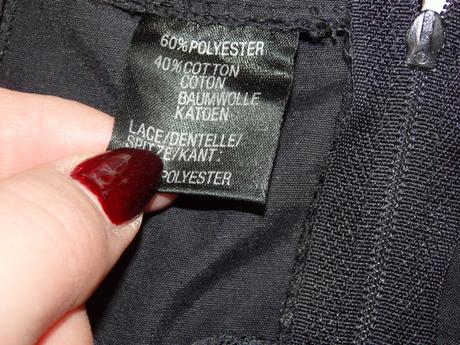 60%POLYESTER
40%COTTON
COTON
BAUMWOLLE
KATOEN
LACE/DENTELLE/
SPITZE/KANT:
POLYESTER